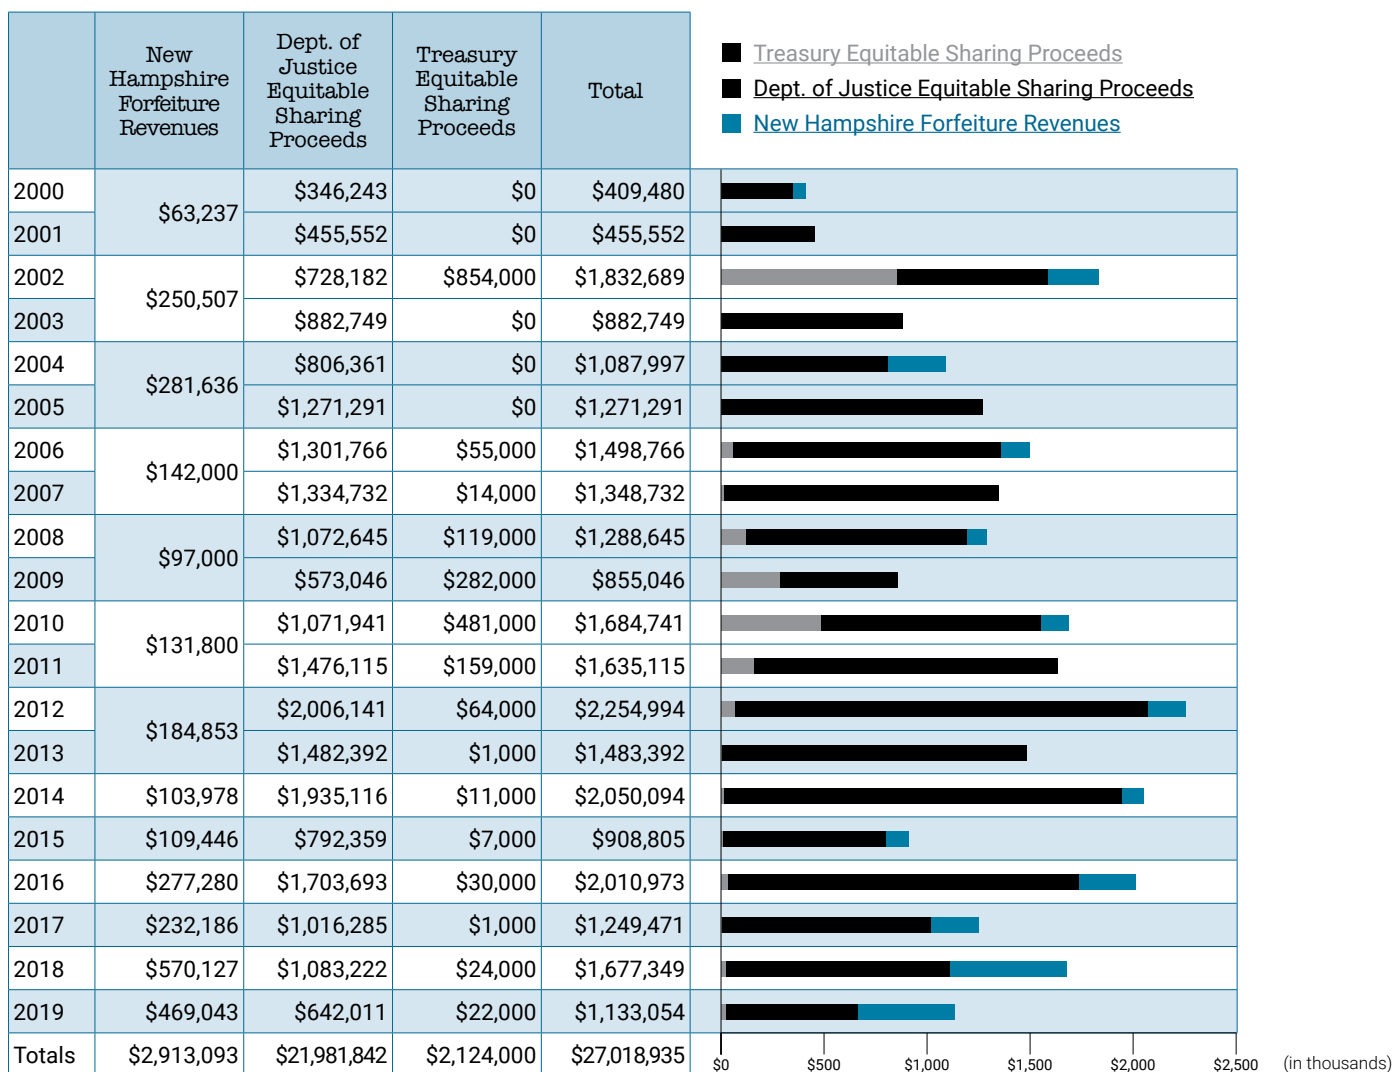 New
Hampshire
Forfeiture
Revenues
Dept. of
Justice
Equitable
Sharing
Proceeds
Treasury
Equitable
Sharing
Proceeds
Total
Treasury Equitable Sharing Proceeds
Dept. of Justice Equitable Sharing Proceeds
New Hampshire Forfeiture Revenues
2000 $63,237 $346,243 $0 $409,480
2001 $455,552 $0 $455,552
2002 $250,507 $728,182 $854,000 $1,832,689
2003 $882,749 $0 $882,749
2004 $281,636 $806,361 $0 $1,087,997
2005 $1,271,291 $0 $1,271,291
2006 $142,000 $1,301,766 $55,000 $1,498,766
2007 $1,334,732 $14,000 $1,348,732
2008 $97,000 $1,072,645 $119,000 $1,288,645
2009 $573,046 $282,000 $855,046
2010 $131,800 $1,071,941 $481,000 $1,684,741
2011 $1,476,115 $159,000 $1,635,115
2012 $184,853 $2,006,141 $64,000 $2,254,994
2013 $1,482,392 $1,000 $1,483,392
2014 $103,978 $1,935,116 $11,000 $2,050,094
2015 $109,446 $792,359 $7,000 $908,805
2016 $277,280 $1,703,693 $30,000 $2,010,973
2017 $232,186 $1,016,285 $1,000 $1,249,471
2018 $570,127 $1,083,222 $24,000 $1,677,349
2019 $469,043 $642,011 $22,000 $1,133,054
Totals $2,913,093 $21,981,842 $2,124,000 $27,018,935
$0 $500 $1,000 $1,500 $2,000 $2,500 (in thousands)